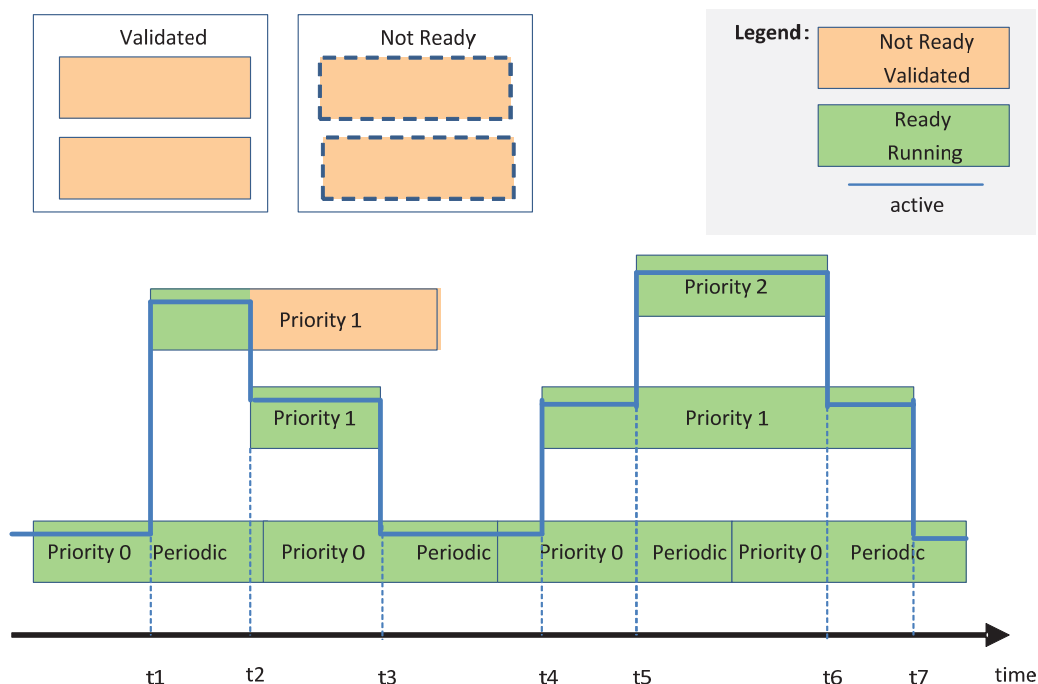 Validated
Not Ready
Legend:
Not Ready
Validated
Ready
Running
active
Priority 2
Priority 1
Priority 1
Priority 1
Priority 0 Periodic Priority 0 Periodic Priority 0 Periodic Priority 0 Periodic
t1 t2 t3 t4 t5 t6 t7 time